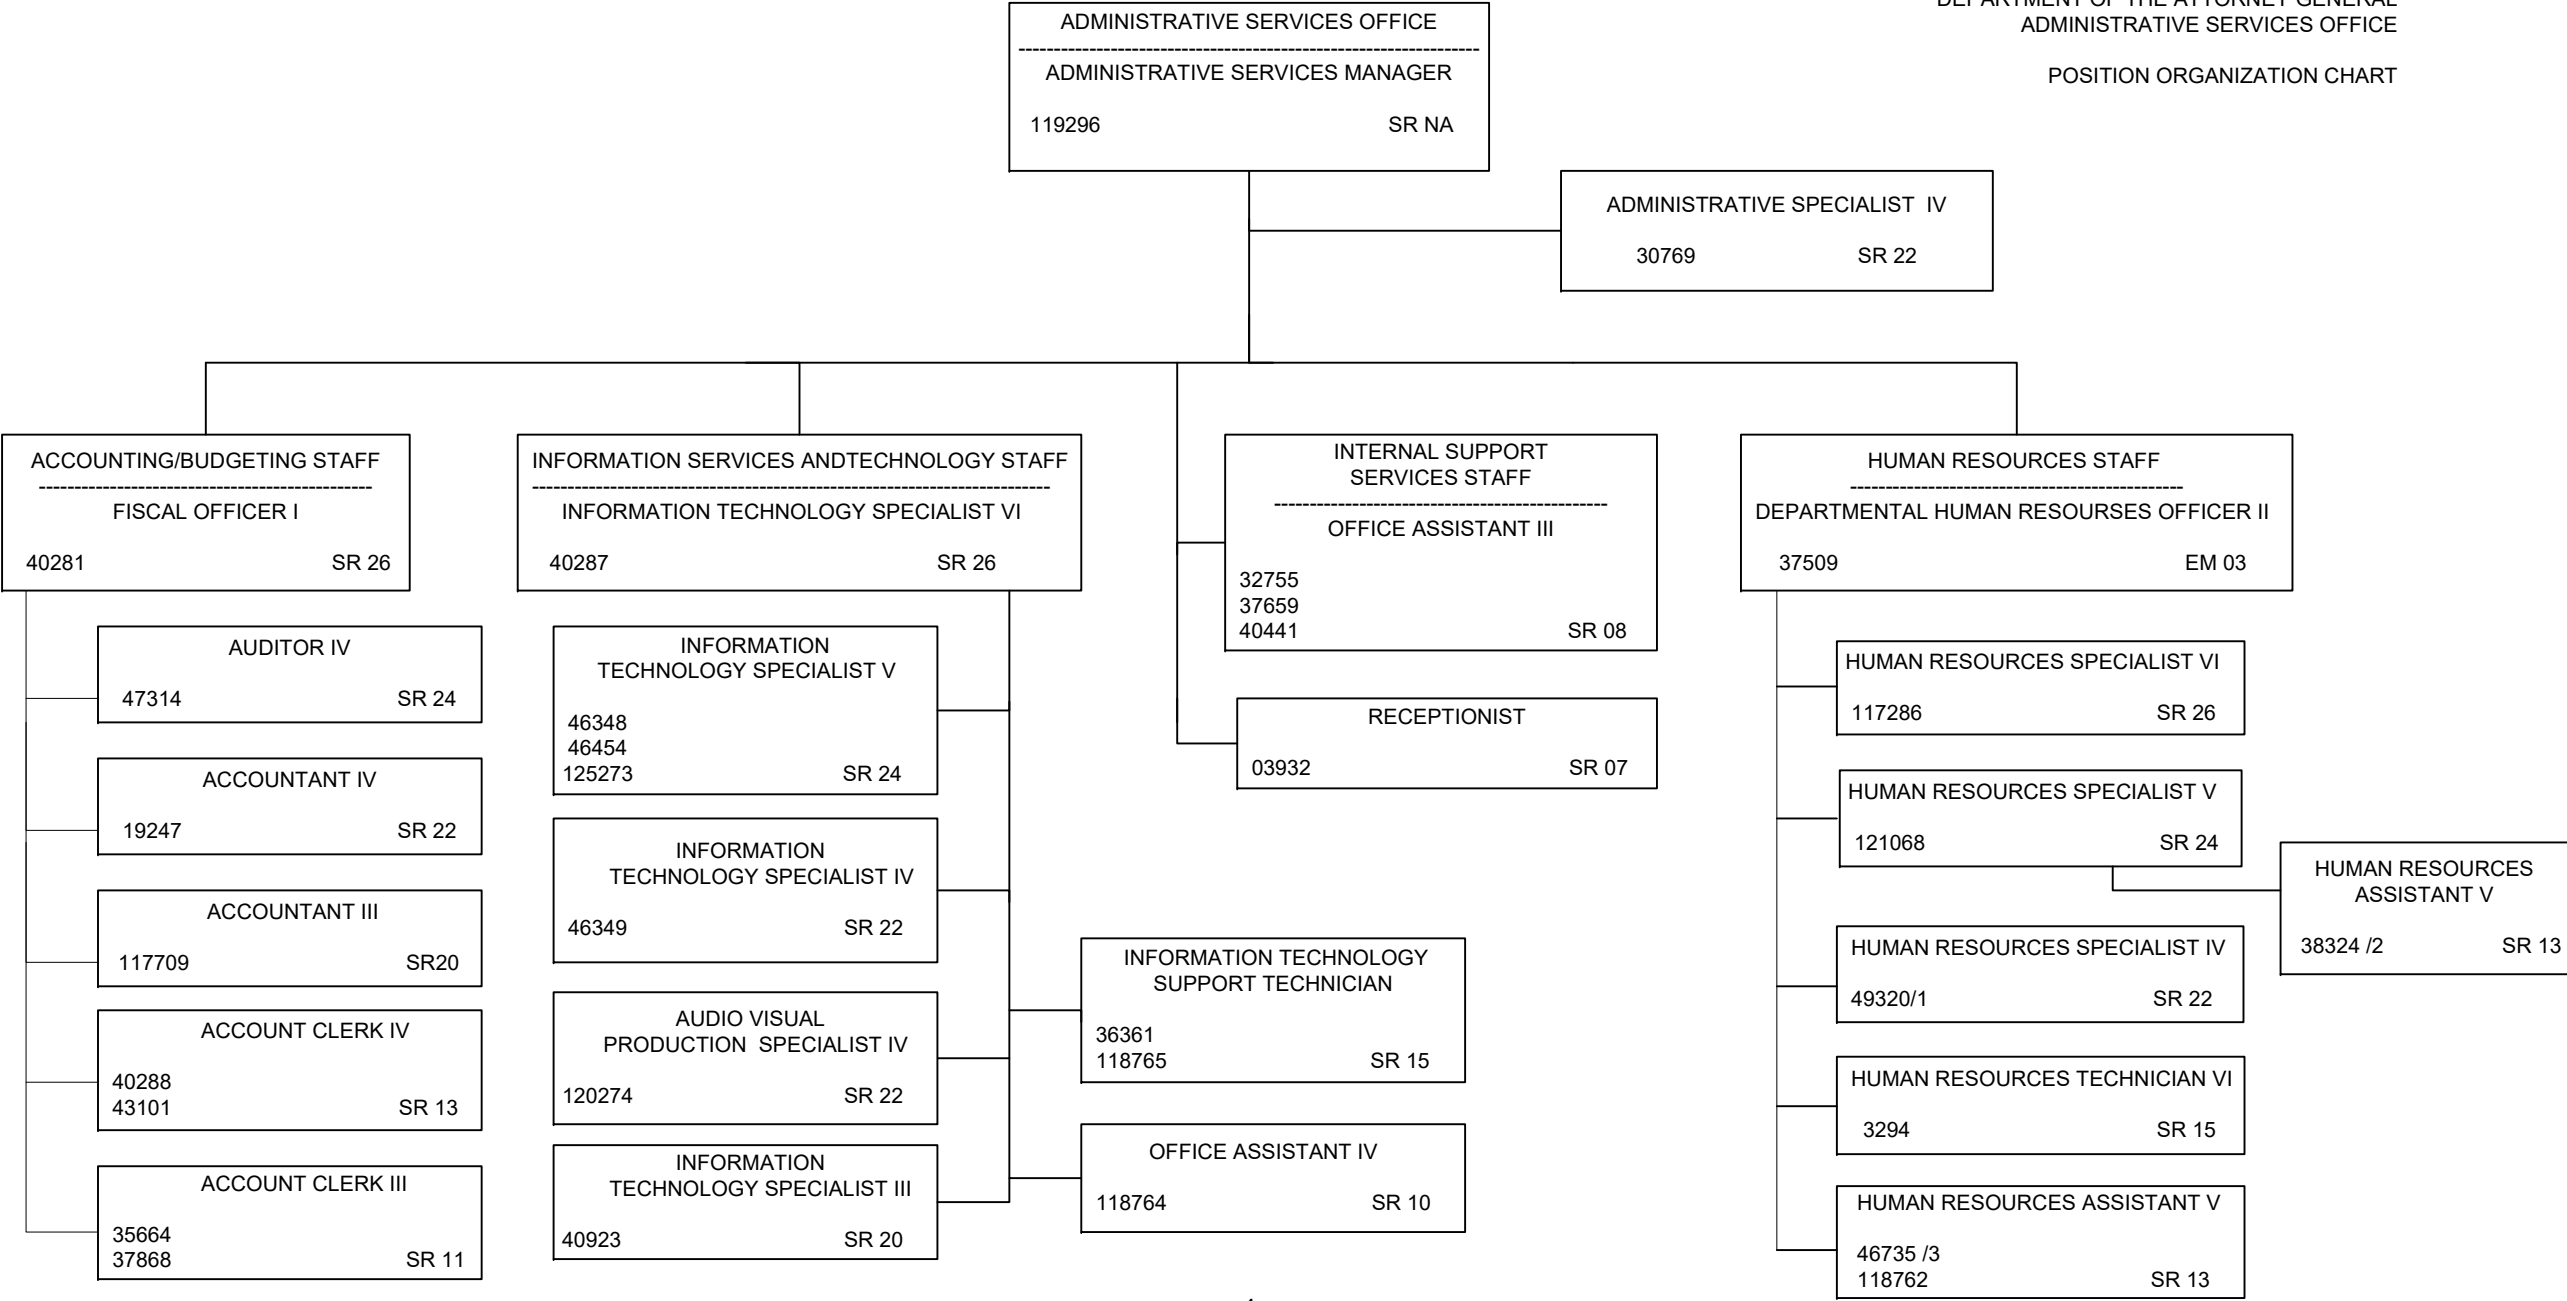 DEPARTMENT OF THE ATTORNEY GENERAL
ADMINISTRATIVE SERVICES OFFICE
POSITION ORGANIZATION CHART
ADMINISTRATIVE SERVICES OFFICE
ADMINISTRATIVE SERVICES MANAGER
119296 SR NA
ADMINISTRATIVE SPECIALIST IV
30769 SR 22
ACCOUNTING/BUDGETING STAFF
FISCAL OFFICER I
40281 SR 26
AUDITOR IV
47314 SR 24
ACCOUNTANT IV
19247 SR 22
ACCOUNTANT III
117709 SR20
ACCOUNT CLERK IV
40288
43101 SR 13
ACCOUNT CLERK III
35664
37868 SR 11
INFORMATION SERVICES ANDTECHNOLOGY STAFF
INFORMATION TECHNOLOGY SPECIALIST VI
40287 SR 26
INFORMATION
TECHNOLOGY SPECIALIST V
46348
46454
125273 SR 24
INFORMATION
TECHNOLOGY SPECIALIST IV
46349 SR 22
AUDIO VISUAL
PRODUCTION SPECIALIST IV
120274 SR 22
INFORMATION
TECHNOLOGY SPECIALIST III
40923 SR 20
INFORMATION TECHNOLOGY
SUPPORT TECHNICIAN
36361
118765 SR 15
OFFICE ASSISTANT IV
118764 SR 10
INTERNAL SUPPORT
SERVICES STAFF
OFFICE ASSISTANT III
32755
37659
40441 SR 08
RECEPTIONIST
03932 SR 07
HUMAN RESOURCES STAFF
DEPARTMENTAL HUMAN RESOURSES OFFICER II
37509 EM 03
HUMAN RESOURCES SPECIALIST VI
117286 SR 26
HUMAN RESOURCES SPECIALIST V
121068 SR 24
HUMAN RESOURCES
ASSISTANT V
38324 /2 SR 13
HUMAN RESOURCES SPECIALIST IV
49320/1 SR 22
HUMAN RESOURCES TECHNICIAN VI
3294 SR 15
HUMAN RESOURCES ASSISTANT V
46735 /3
118762 SR 13